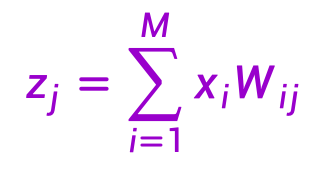 z_j = \sum_{i=1}^{M} x_i W_{ij}